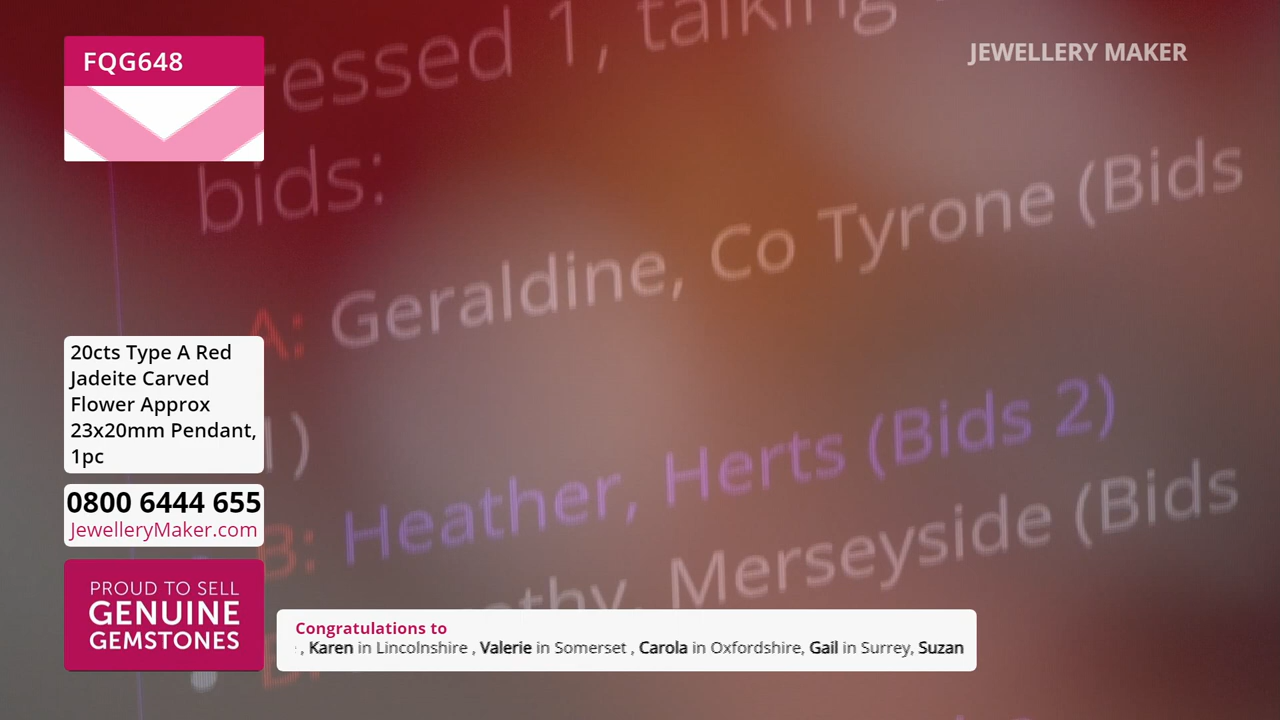 FQG648
JEWELLERY MAKER
ressed 1, talking
bids:
A: Geraldine, Co Tyrone (Bids
1)
B: Heather, Herts (Bids 2)
Merseyside (Bids
20cts Type A Red
Jadeite Carved
Flower Approx
23x20mm Pendant,
1pc
0800 6444 655
JewelleryMaker.com
PROUD TO SELL
GENUINE
GEMSTONES
Congratulations to
, Karen in Lincolnshire , Valerie in Somerset , Carola in Oxfordshire, Gail in Surrey, Suzan